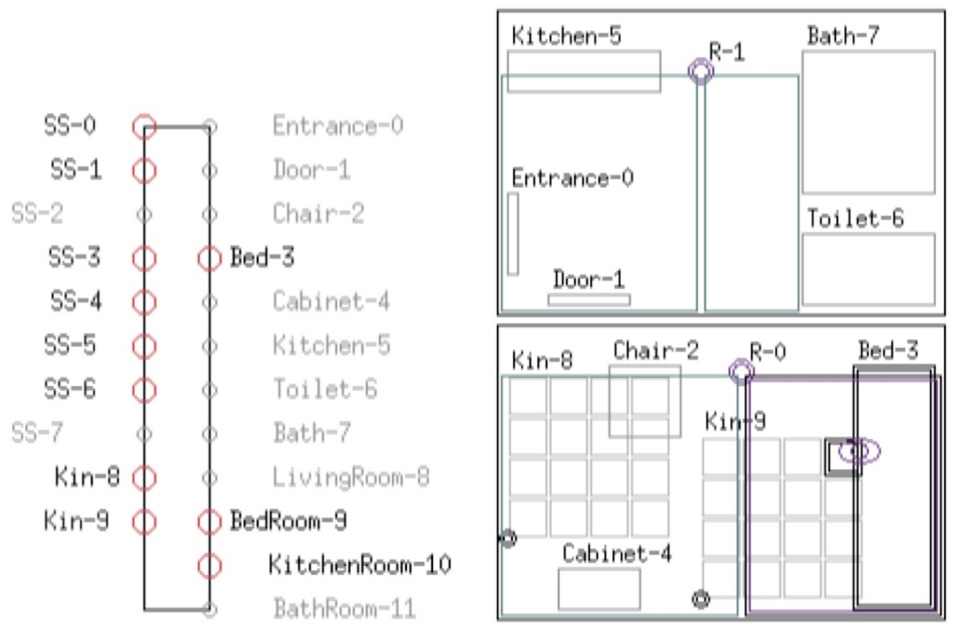 SS-0 Entrance-0
SS-1 Door-1
SS-2 Chair-2
SS-3 Bed-3
SS-4 Cabinet-4
SS-5 Kitchen-5
SS-6 Toilet-6
SS-7 Bath-7
Kin-8 LivingRoom-8
Kin-9 BedRoom-9
KitchenRoom-10
BathRoom-11
Kitchen-5 R-1 Bath-7
Entrance-0
Toilet-6
Door-1
Kin-8 Chair-2 R-0 Bed-3
Kin-9
Cabinet-4